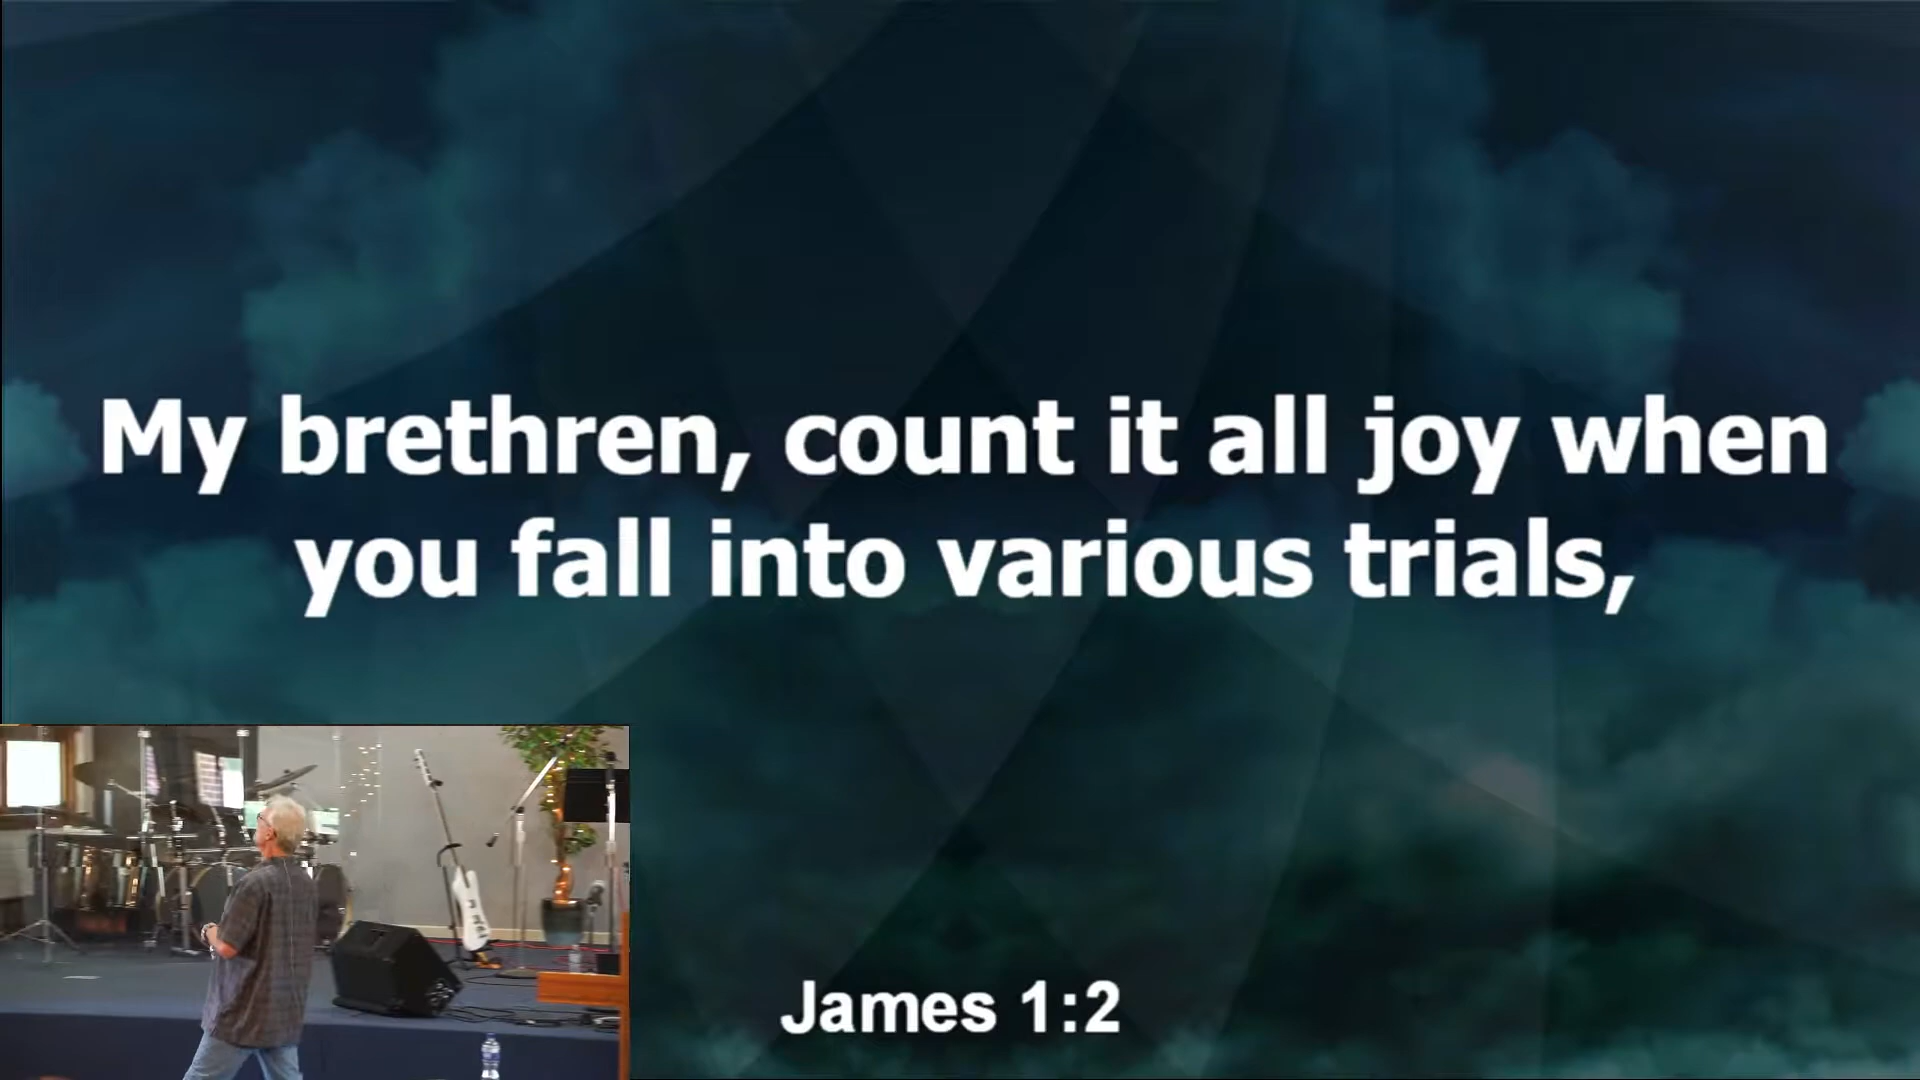 My brethren, count it all joy when
you fall into various trials,
James 1:2